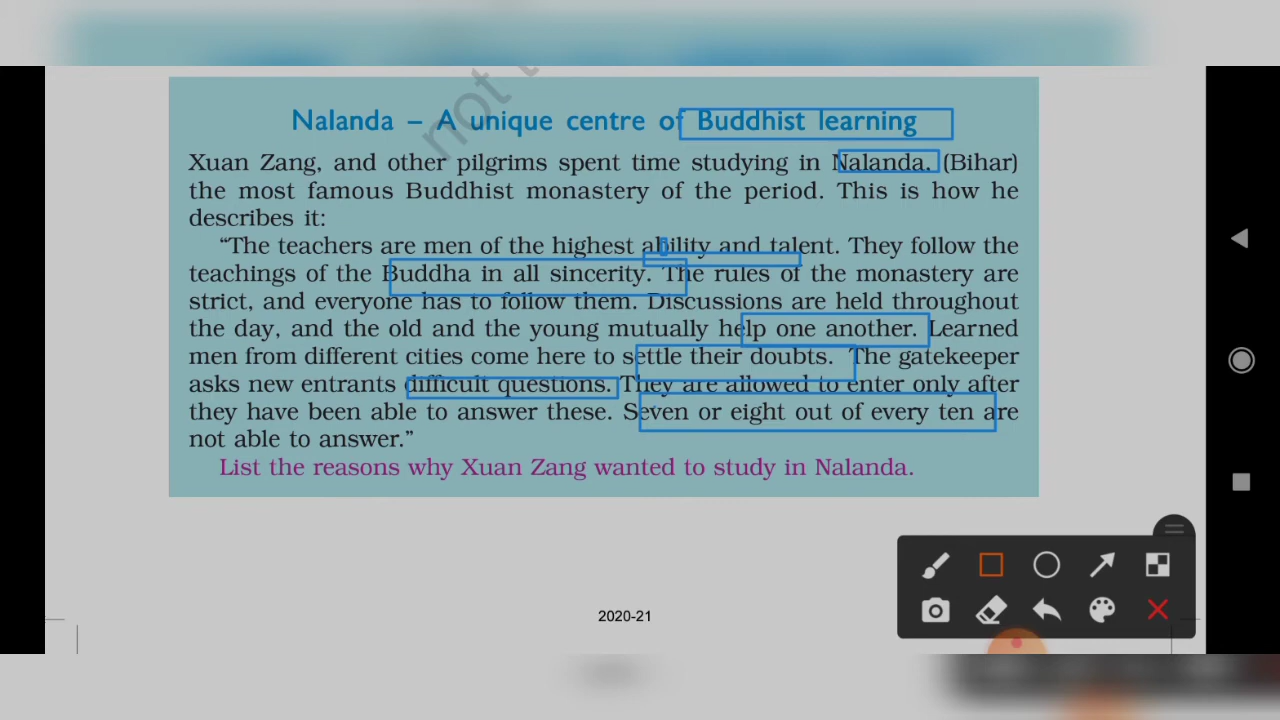 Nalanda – A unique centre of Buddhist learning
Xuan Zang, and other pilgrims spent time studying in Nalanda, (Bihar)
the most famous Buddhist monastery of the period. This is how he
describes it:
“The teachers are men of the highest ability and talent. They follow the
teachings of the Buddha in all sincerity. The rules of the monastery are
strict, and everyone has to follow them. Discussions are held throughout
the day, and the old and the young mutually help one another. Learned
men from different cities come here to settle their doubts. The gatekeeper
asks new entrants difficult questions. They are allowed to enter only after
they have been able to answer these. Seven or eight out of every ten are
not able to answer.”
List the reasons why Xuan Zang wanted to study in Nalanda.
2020-21
not